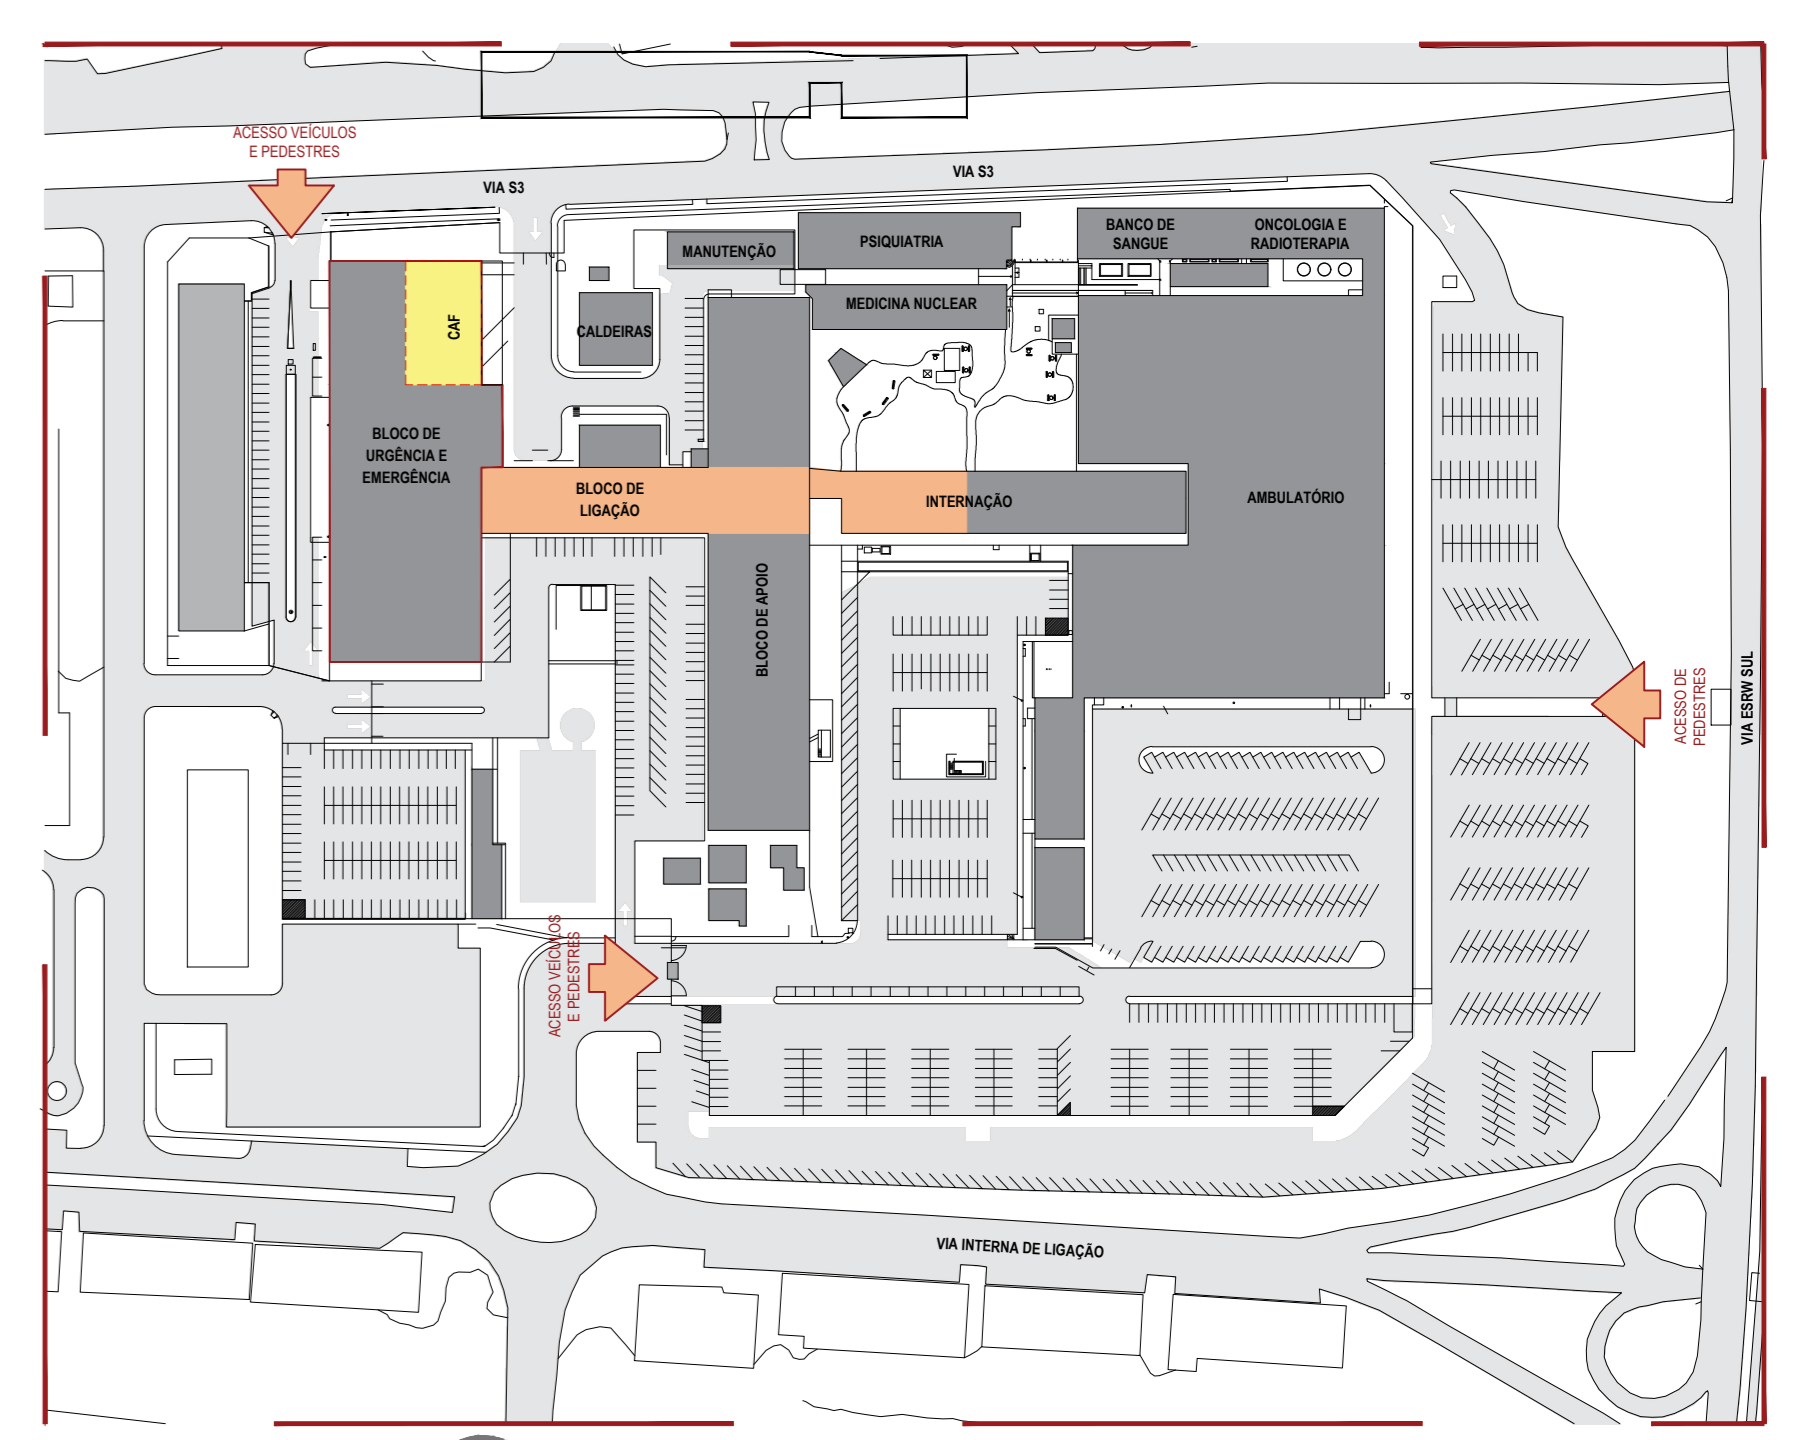 ACESSO VEÍCULOS
E PEDESTRES
VIA S3
VIA S3
MANUTENÇÃO
PSIQUIATRIA
BANCO DE
SANGUE
ONCOLOGIA E
RADIOTERAPIA
CAF
CALDEIRAS
MEDICINA NUCLEAR
BLOCO DE
URGÊNCIA E
EMERGÊNCIA
BLOCO DE
LIGAÇÃO
INTERNAÇÃO
AMBULATÓRIO
BLOCO DE APOIO
ACESSO DE
PEDESTRES
VIA ESRW SUL
ACESSO VEÍCULOS
E PEDESTRES
VIA INTERNA DE LIGAÇÃO